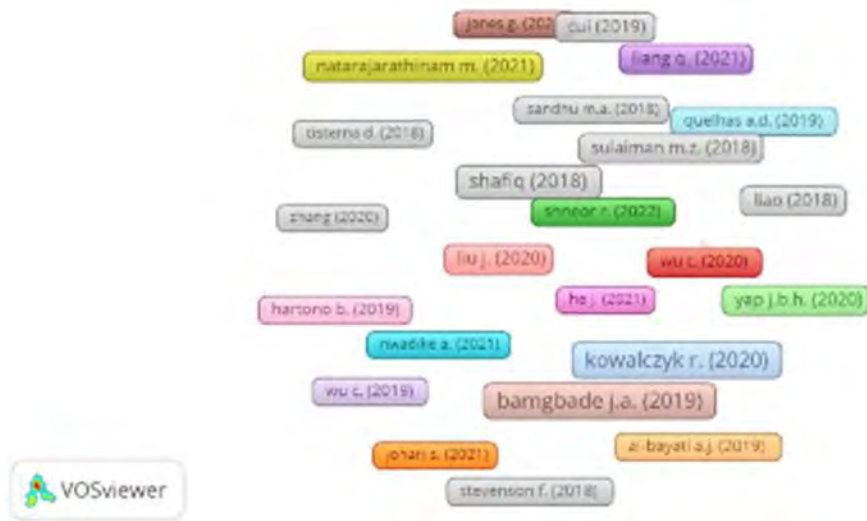 jones g. (202
cui (2019)
natarajarathinam m. (2021)
liang q. (2021)
sandhu m.a. (2018)
quelhas a.d. (2019)
cisterna d. (2018)
sulaiman m.z. (2018)
shafiq (2018)
liao (2018)
zhang (2020)
shneor r. (2022)
liu j. (2020)
wu c. (2020)
he j. (2021)
yap j.b.h. (2020)
hartono b. (2019)
nwadike a. (2021)
kowalczyk r. (2020)
wu c. (2019)
bamgbade j.a. (2019)
al-bayati a.j. (2019)
johari s. (2021)
stevenson f. (2018)
VOSviewer